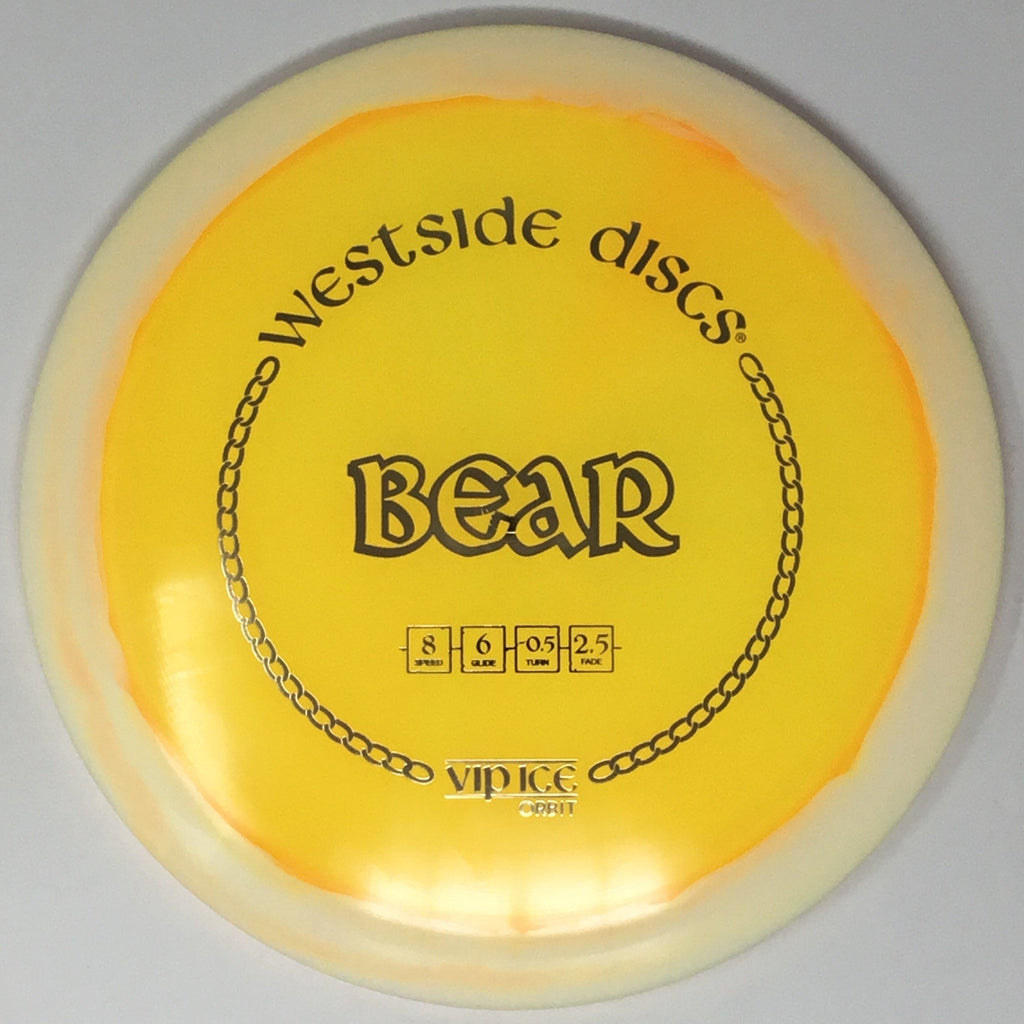 westside discs®
BEAR
8 6 -0.5 2.5
SPEED GLIDE TURN FADE
VIP ICE
ORBIT